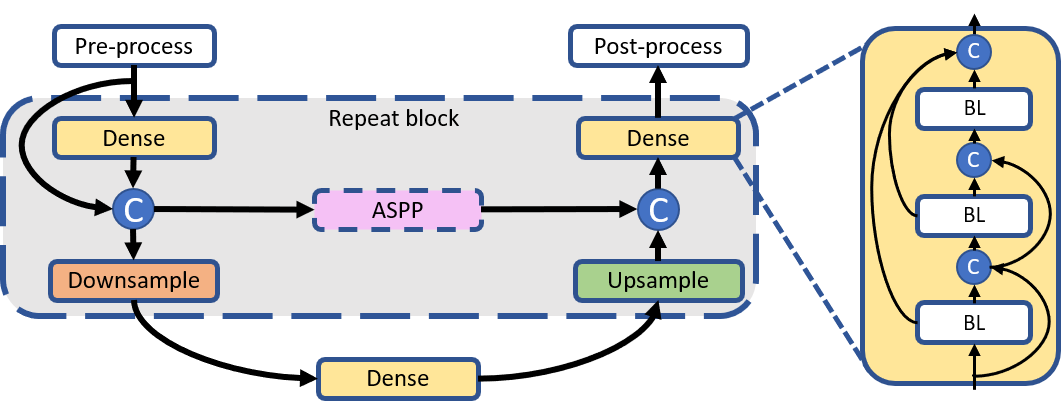 Pre-process
Post-process
Repeat block
Dense
Dense
C
ASPP
C
Downsample
Upsample
Dense
C
BL
C
BL
C
BL